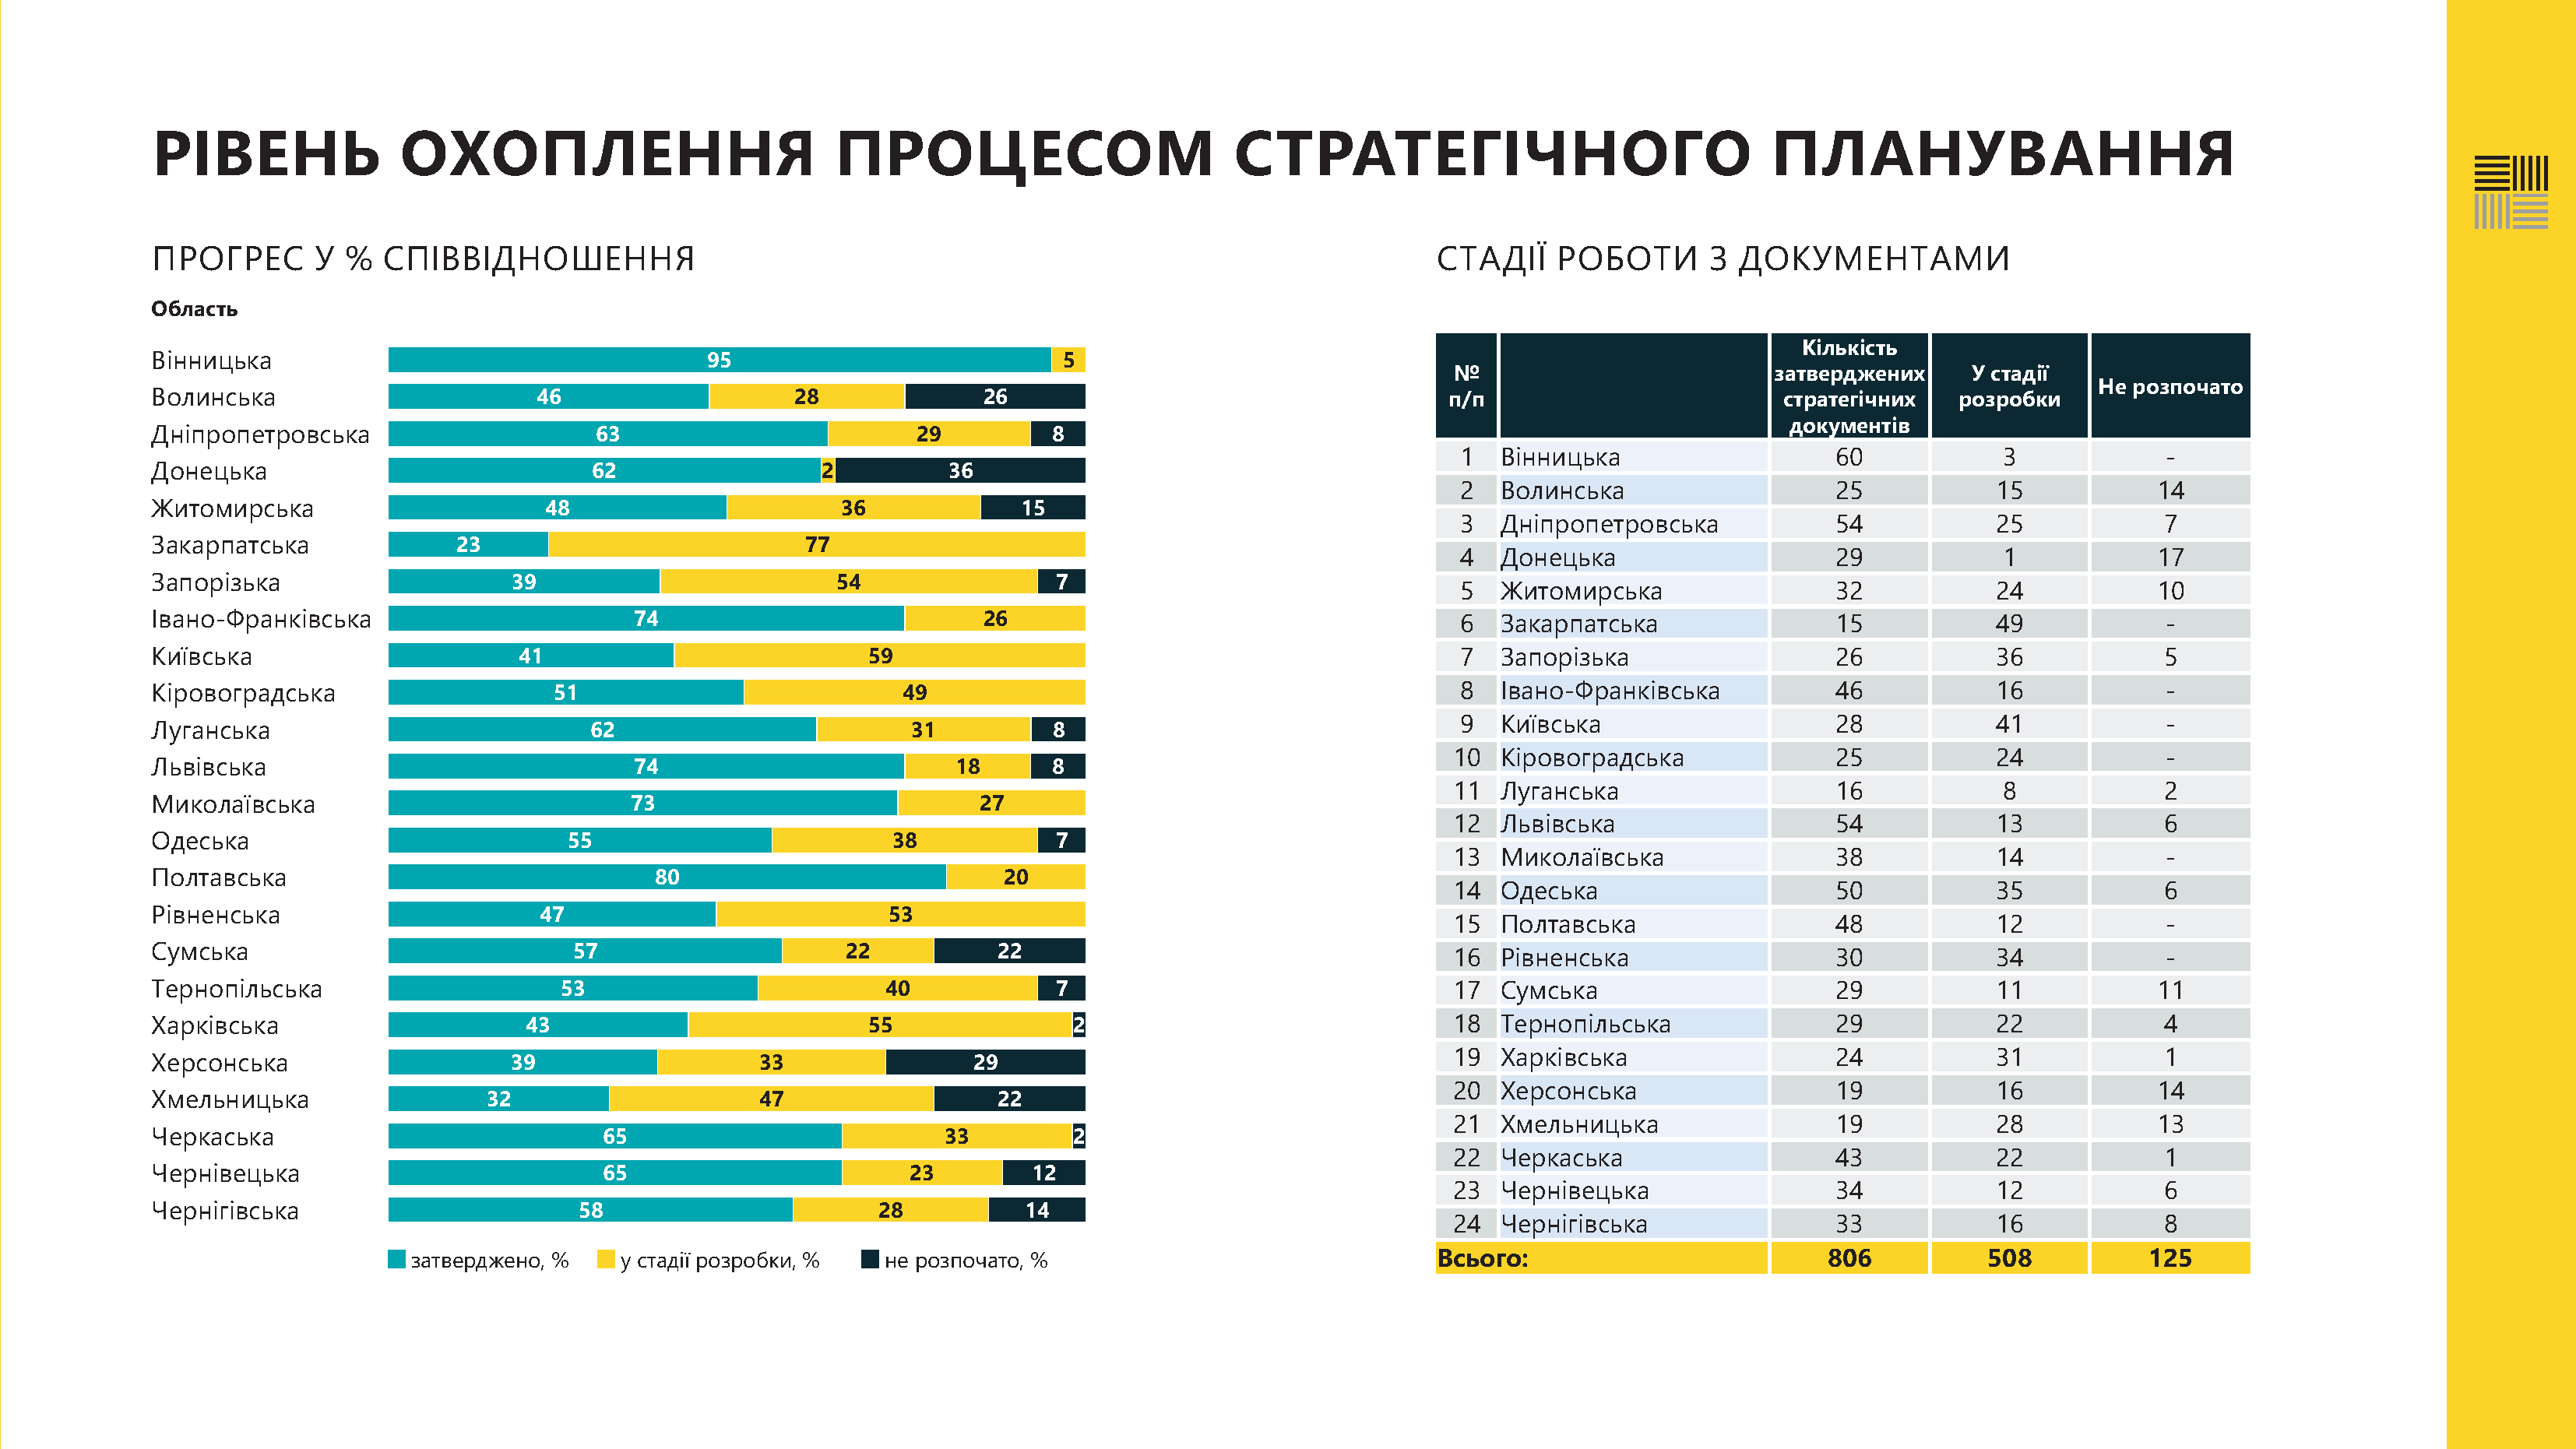 РІВЕНЬ ОХОПЛЕННЯ ПРОЦЕСОМ СТРАТЕГІЧНОГО ПЛАНУВАННЯ
ПРОГРЕС У % СПІВВІДНОШЕННЯ
Область
Вінницька 95 5
Волинська 46 28 26
Дніпропетровська 63 29 8
Донецька 62 2 36
Житомирська 48 36 15
Закарпатська 23 77
Запорізька 39 54 7
Івано-Франківська 74 26
Київська 41 59
Кіровоградська 51 49
Луганська 62 31 8
Львівська 74 18 8
Миколаївська 73 27
Одеська 55 38 7
Полтавська 80 20
Рівненська 47 53
Сумська 57 22 22
Тернопільська 53 40 7
Харківська 43 55 2
Херсонська 39 33 29
Хмельницька 32 47 22
Черкаська 65 33 2
Чернівецька 65 23 12
Чернігівська 58 28 14
затверджено, % у стадії розробки, % не розпочато, %
СТАДІЇ РОБОТИ З ДОКУМЕНТАМИ
№
п/п
Кількість
затверджених
стратегічних
документів
У стадії
розробки
Не розпочато
1 Вінницька 60 3 -
2 Волинська 25 15 14
3 Дніпропетровська 54 25 7
4 Донецька 29 1 17
5 Житомирська 32 24 10
6 Закарпатська 15 49 -
7 Запорізька 26 36 5
8 Івано-Франківська 46 16 -
9 Київська 28 41 -
10 Кіровоградська 25 24 -
11 Луганська 16 8 2
12 Львівська 54 13 6
13 Миколаївська 38 14 -
14 Одеська 50 35 6
15 Полтавська 48 12 -
16 Рівненська 30 34 -
17 Сумська 29 11 11
18 Тернопільська 29 22 4
19 Харківська 24 31 1
20 Херсонська 19 16 14
21 Хмельницька 19 28 13
22 Черкаська 43 22 1
23 Чернівецька 34 12 6
24 Чернігівська 33 16 8
Всього: 806 508 125